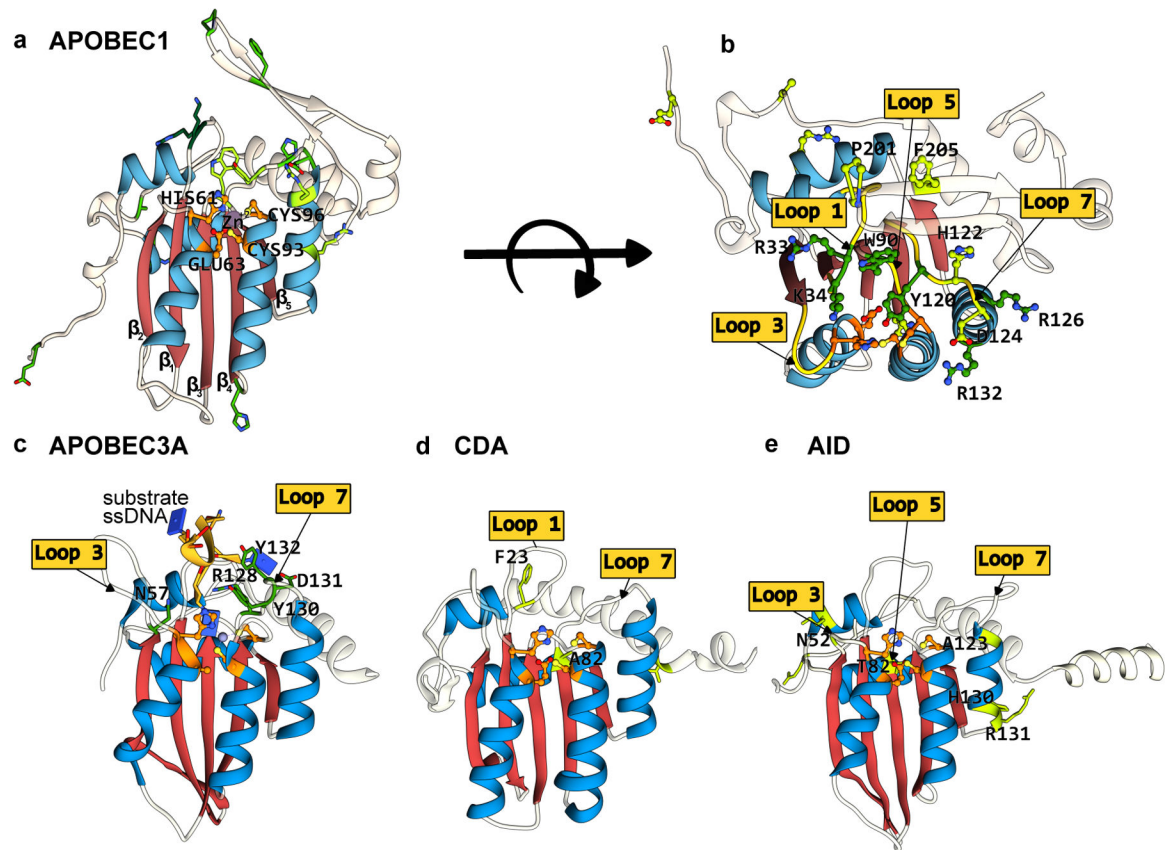 a APOBEC1
HIS61
Zn
CYS96
CYS93
GLU63
β5
β2
β1
β3
β4
b
Loop 5
P201
F205
Loop 7
Loop 1
R33
W90
H122
K34
Y120
Loop 3
D124
R126
R132
c APOBEC3A
substrate
ssDNA
Loop 7
Loop 3
Y132
R128
D131
N57
Y130
d CDA
Loop 1
F23
Loop 7
A82
e AID
Loop 5
Loop 7
Loop 3
N52
A123
T82
H130
R131